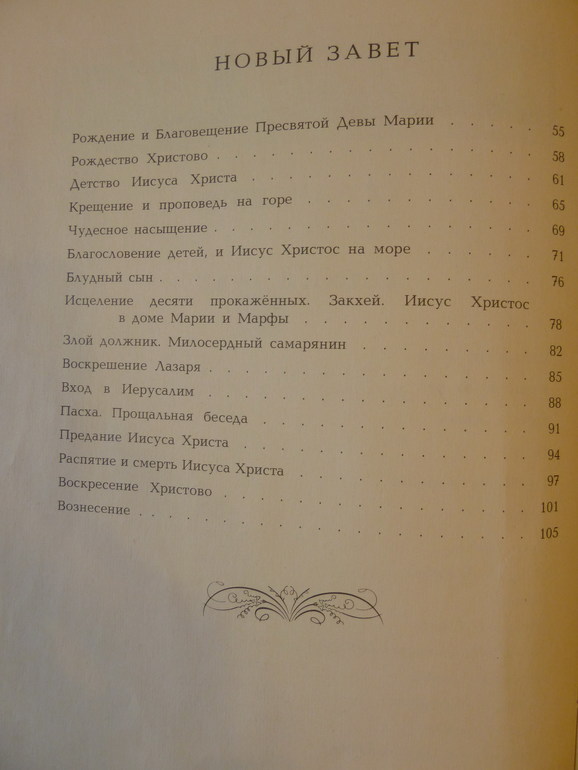 НОВЫЙ ЗАВЕТ
Рождение и Благовещение Пресвятой Девы Марии . . . . . 55
Рождество Христово . . . . . . . . . . . . . . 58
Детство Иисуса Христа . . . . . . . . . . . . . 61
Крещение и проповедь на горе . . . . . . . . . . . 65
Чудесное насыщение . . . . . . . . . . . . . . 69
Благословение детей, и Иисус Христос на море . . . . . . 71
Блудный сын . . . . . . . . . . . . . . . . . 76
Исцеление десяти прокажённых. Закхей. Иисус Христос
в доме Марии и Марфы . . . . . . . . . . . 78
Злой должник. Милосердный самарянин . . . . . . . . . 82
Воскрешение Лазаря . . . . . . . . . . . . . . 85
Вход в Иерусалим . . . . . . . . . . . . . . . 88
Пасха. Прощальная беседа . . . . . . . . . . . . 91
Предание Иисуса Христа . . . . . . . . . . . . . 94
Распятие и смерть Иисуса Христа . . . . . . . . . . 97
Воскресение Христово . . . . . . . . . . . . . 101
Вознесение . . . . . . . . . . . . . . . . . 105